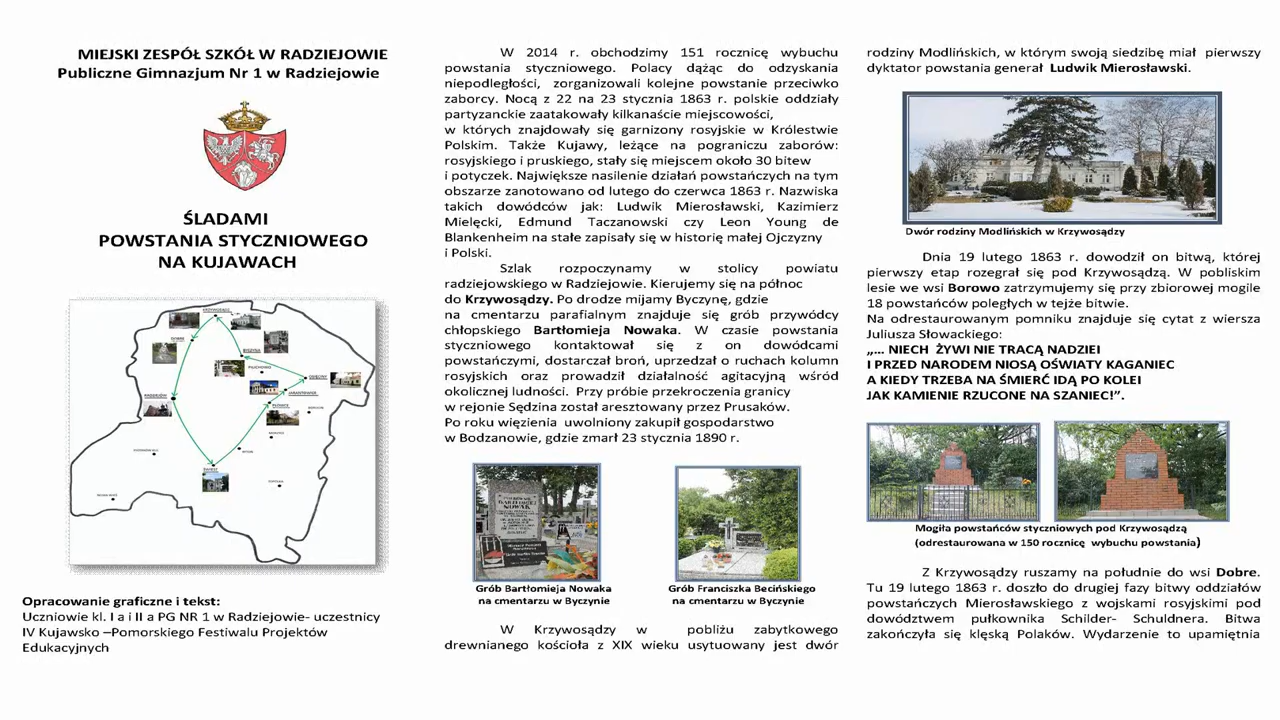 MIEJSKI ZESPÓŁ SZKÓŁ W RADZIEJOWIE
Publiczne Gimnazjum Nr 1 w Radziejowie
ŚLADAMI
POWSTANIA STYCZNIOWEGO
NA KUJAWACH
Opracowanie graficzne i tekst:
Uczniowie kl. I a i II a PG NR 1 w Radziejowie- uczestnicy
IV Kujawsko –Pomorskiego Festiwalu Projektów
Edukacyjnych
W 2014 r. obchodzimy 151 rocznicę wybuchu
powstania styczniowego. Polacy dążąc do odzyskania
niepodległości, zorganizowali kolejne powstanie przeciwko
zaborcy. Nocą z 22 na 23 stycznia 1863 r. polskie oddziały
partyzanckie zaatakowały kilkanaście miejscowości,
w których znajdowały się garnizony rosyjskie w Królestwie
Polskim. Także Kujawy, leżące na pograniczu zaborów:
rosyjskiego i pruskiego, stały się miejscem około 30 bitew
i potyczek. Największe nasilenie działań powstańczych na tym
obszarze zanotowano od lutego do czerwca 1863 r. Nazwiska
takich dowódców jak: Ludwik Mierosławski, Kazimierz
Mielęcki, Edmund Taczanowski czy Leon Young de
Blankenheim na stałe zapisały się w historię małej Ojczyzny
i Polski.
Szlak rozpoczynamy w stolicy powiatu
radziejowskiego w Radziejowie. Kierujemy się na północ
do Krzywosądzy. Po drodze mijamy Byczynę, gdzie
na cmentarzu parafialnym znajduje się grób przywódcy
chłopskiego Bartłomieja Nowaka. W czasie powstania
styczniowego kontaktował się z on dowódcami
powstańczymi, dostarczał broń, uprzedzał o ruchach kolumn
rosyjskich oraz prowadził działalność agitacyjną wśród
okolicznej ludności. Przy próbie przekroczenia granicy
w rejonie Sędzina został aresztowany przez Prusaków.
Po roku więzienia uwolniony zakupił gospodarstwo
w Bodzanowie, gdzie zmarł 23 stycznia 1890 r.
Grób Bartłomieja Nowaka
na cmentarzu w Byczynie
Grób Franciszka Becińskiego
na cmentarzu w Byczynie
W Krzywosądzy w pobliżu zabytkowego
drewnianego kościoła z XIX wieku usytuowany jest dwór
rodziny Modlińskich, w którym swoją siedzibę miał pierwszy
dyktator powstania generał Ludwik Mierosławski.
Dwór rodziny Modlińskich w Krzywosądzy
Dnia 19 lutego 1863 r. dowodził on bitwą, której
pierwszy etap rozegrał się pod Krzywosądzą. W pobliskim
lesie we wsi Borowo zatrzymujemy się przy zbiorowej mogile
18 powstańców poległych w tejże bitwie.
Na odrestaurowanym pomniku znajduje się cytat z wiersza
Juliusza Słowackiego:
„… NIECH ŻYWI NIE TRACĄ NADZIEI
I PRZED NARODEM NIOSĄ OŚWIATY KAGANIEC
A KIEDY TRZEBA NA ŚMIERĆ IDĄ PO KOLEI
JAK KAMIENIE RZUCONE NA SZANIEC!”.
Mogiła powstańców styczniowych pod Krzywosądzą
(odrestaurowana w 150 rocznicę wybuchu powstania)
Z Krzywosądzy ruszamy na południe do wsi Dobre.
Tu 19 lutego 1863 r. doszło do drugiej fazy bitwy oddziałów
powstańczych Mierosławskiego z wojskami rosyjskimi pod
dowództwem pułkownika Schilder- Schuldnera. Bitwa
zakończyła się klęską Polaków. Wydarzenie to upamiętnia